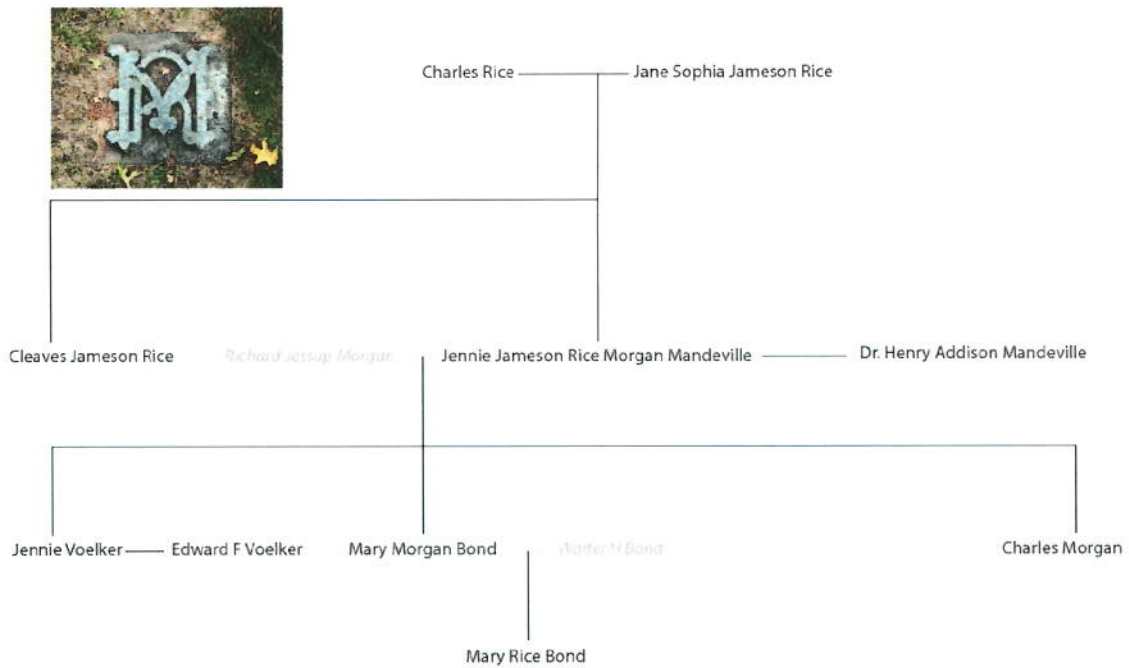 Charles Rice
Jane Sophia Jameson Rice
Cleaves Jameson Rice
Richard Jessup Morgan
Jennie Jameson Rice Morgan Mandeville
Dr. Henry Addison Mandeville
Jennie Voelker
Edward F Voelker
Mary Morgan Bond
Walter H Bond
Charles Morgan
Mary Rice Bond